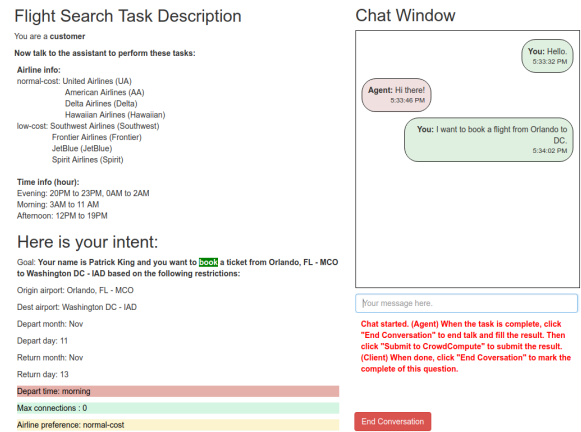 Flight Search Task Description
You are a customer
Now talk to the assistant to perform these tasks:
Airline info:
normal-cost: United Airlines (UA)
American Airlines (AA)
Delta Airlines (Delta)
Hawaiian Airlines (Hawaiian)
low-cost: Southwest Airlines (Southwest)
Frontier Airlines (Frontier)
JetBlue (JetBlue)
Spirit Airlines (Spirit)
Time info (hour):
Evening: 20PM to 23PM, 0AM to 2AM
Morning: 3AM to 11 AM
Afternoon: 12PM to 19PM
Here is your intent:
Goal: Your name is Patrick King and you want to book a ticket from Orlando, FL - MCO
to Washington DC - IAD based on the following restrictions:
Origin airport: Orlando, FL - MCO
Dest airport: Washington DC - IAD
Depart month: Nov
Depart day: 11
Return month: Nov
Return day: 13
Depart time: morning
Max connections : 0
Airline preference: normal-cost
Chat Window
You: Hello.
5:33:32 PM
Agent: Hi there!
5:33:46 PM
You: I want to book a flight from Orlando to
DC.
5:34:02 PM
Your message here.
Chat started. (Agent) When the task is complete, click
"End Conversation" to end talk and fill the result. Then
click "Submit to CrowdCompute" to submit the result.
(Client) When done, click "End Coversation" to mark the
complete of this question.
End Conversation